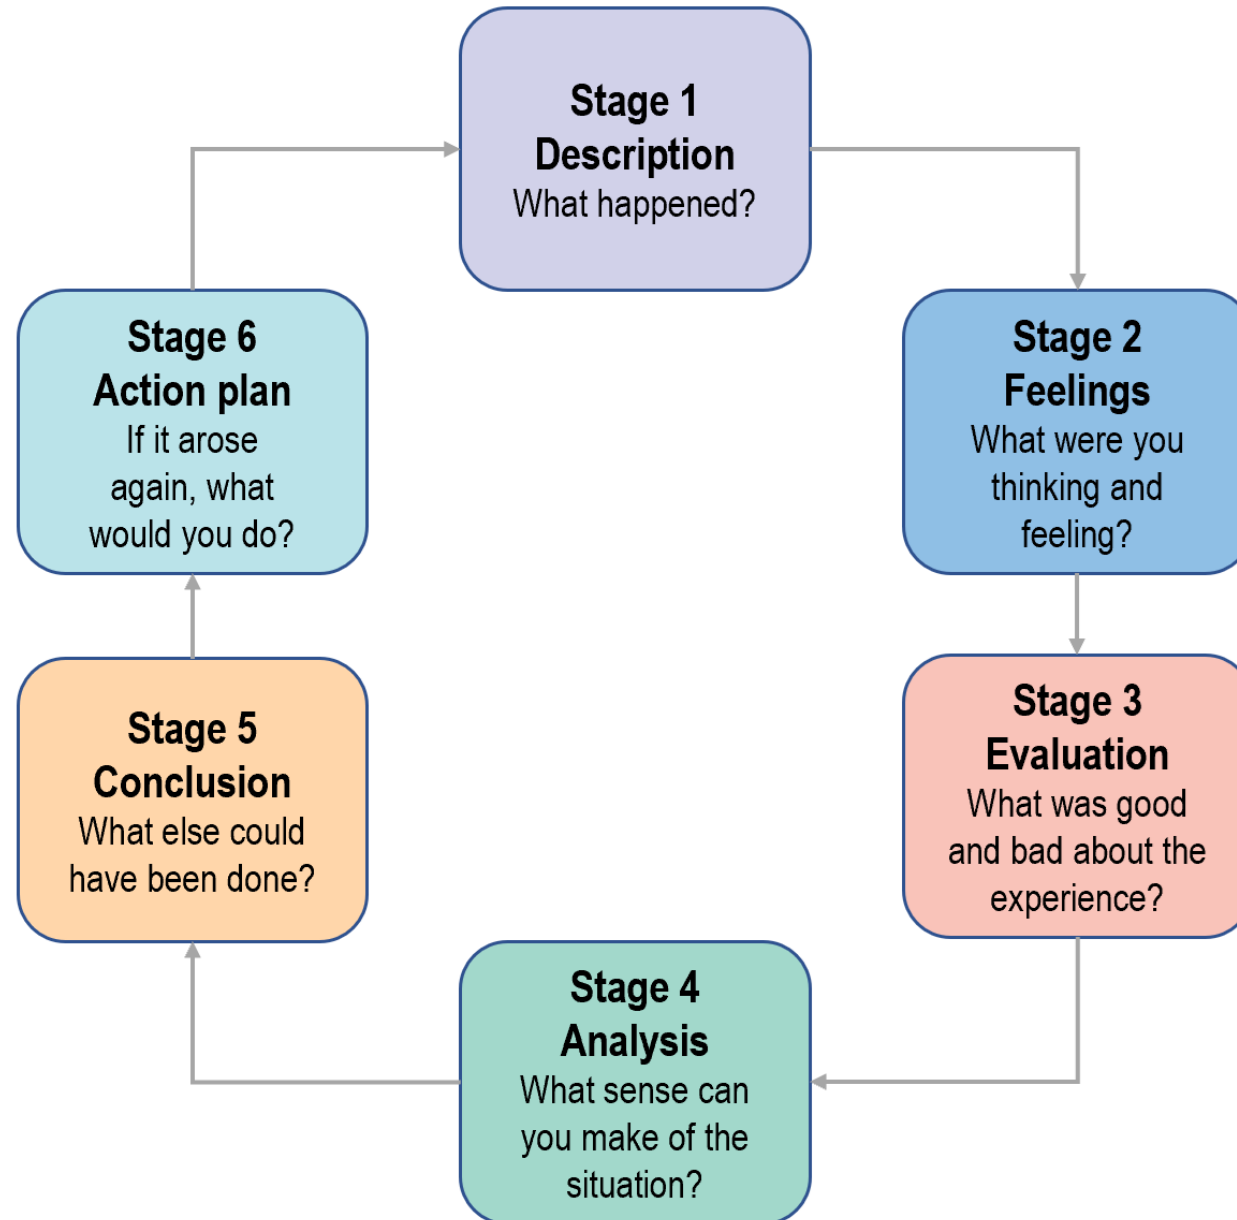 Stage 1
Description
What happened?
Stage 2
Feelings
What were you
thinking and
feeling?
Stage 3
Evaluation
What was good
and bad about the
experience?
Stage 4
Analysis
What sense can
you make of the
situation?
Stage 5
Conclusion
What else could
have been done?
Stage 6
Action plan
If it arose
again, what
would you do?